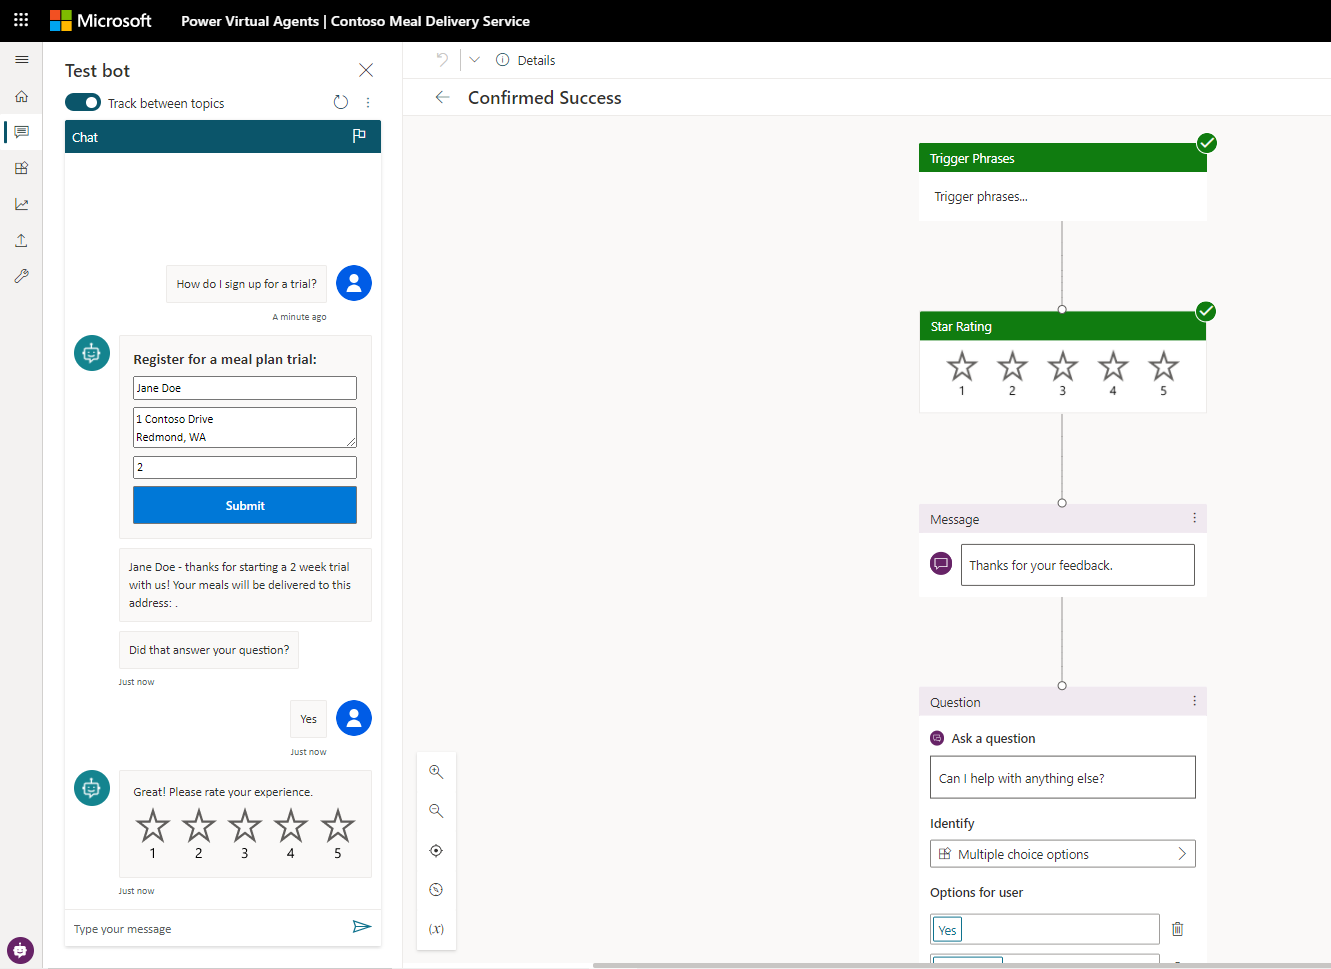 Microsoft
Power Virtual Agents | Contoso Meal Delivery Service
Test bot
Track between topics
Chat
How do I sign up for a trial?
A minute ago
Register for a meal plan trial:
Jane Doe
1 Contoso Drive
Redmond, WA
2
Submit
Jane Doe - thanks for starting a 2 week trial
with us! Your meals will be delivered to this
address: .
Did that answer your question?
Just now
Yes
Just now
Great! Please rate your experience.
1 2 3 4 5
Just now
Type your message
Details
Confirmed Success
(x)
Trigger Phrases
Trigger phrases...
Star Rating
1 2 3 4 5
Message
Thanks for your feedback.
Question
Ask a question
Can I help with anything else?
Identify
Multiple choice options
Options for user
Yes